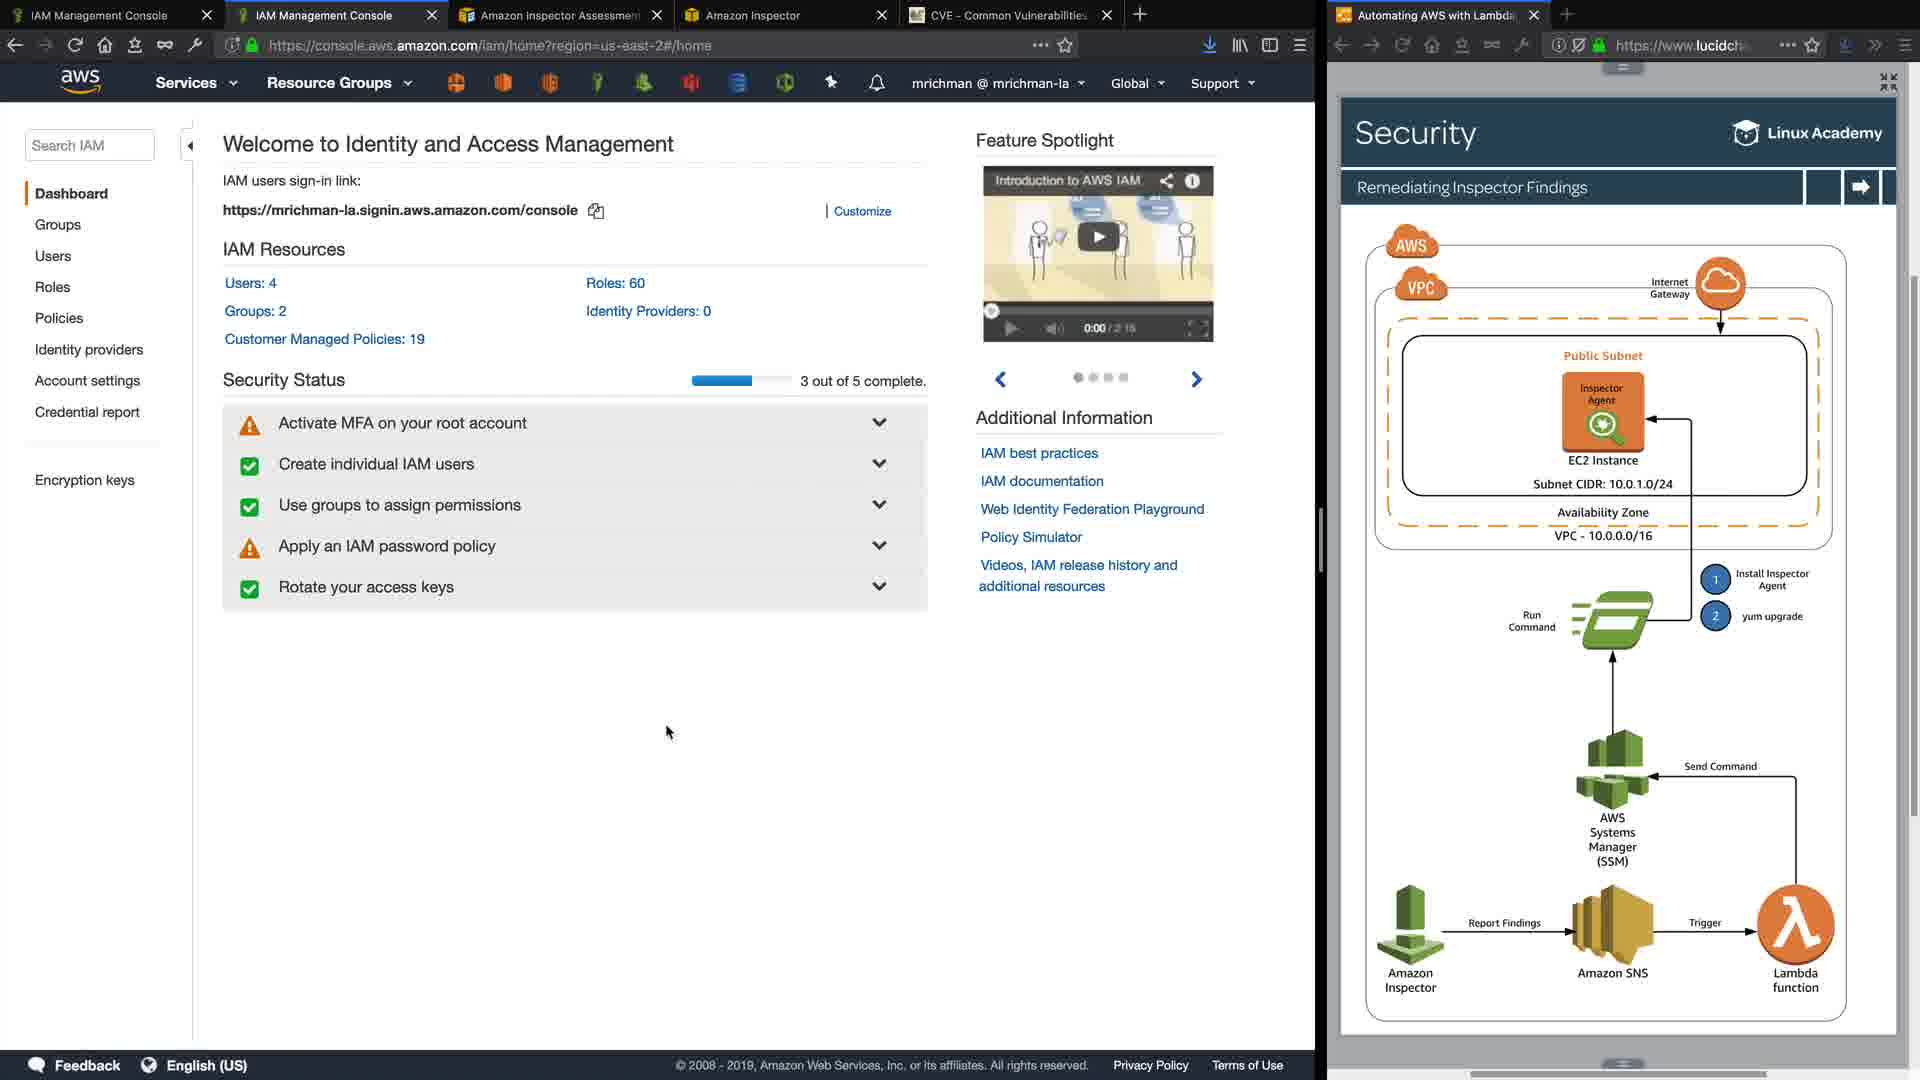 IAM Management Console
IAM Management Console
Amazon Inspector Assessment
Amazon Inspector
CVE - Common Vulnerabilities
https://console.aws.amazon.com/iam/home?region=us-east-2#/home
aws
Services
Resource Groups
mrichman @ mrichman-la
Global
Support
Search IAM
Dashboard
Groups
Users
Roles
Policies
Identity providers
Account settings
Credential report
Encryption keys
Welcome to Identity and Access Management
IAM users sign-in link:
https://mrichman-la.signin.aws.amazon.com/console
Customize
IAM Resources
Users: 4
Roles: 60
Groups: 2
Identity Providers: 0
Customer Managed Policies: 19
Security Status
3 out of 5 complete.
Activate MFA on your root account
Create individual IAM users
Use groups to assign permissions
Apply an IAM password policy
Rotate your access keys
Feature Spotlight
Introduction to AWS IAM
0:00 / 2:15
Additional Information
IAM best practices
IAM documentation
Web Identity Federation Playground
Policy Simulator
Videos, IAM release history and
additional resources
Feedback
English (US)
© 2008 - 2019, Amazon Web Services, Inc. or its affiliates. All rights reserved.
Privacy Policy
Terms of Use
Automating AWS with Lambda
https://www.lucidch
Security
Linux Academy
Remediating Inspector Findings
AWS
VPC
Internet
Gateway
Public Subnet
Inspector
Agent
EC2 Instance
Subnet CIDR: 10.0.1.0/24
Availability Zone
VPC - 10.0.0.0/16
1
Install Inspector
Agent
2
yum upgrade
Run
Command
Send Command
AWS
Systems
Manager
(SSM)
Report Findings
Trigger
Amazon
Inspector
Amazon SNS
Lambda
function